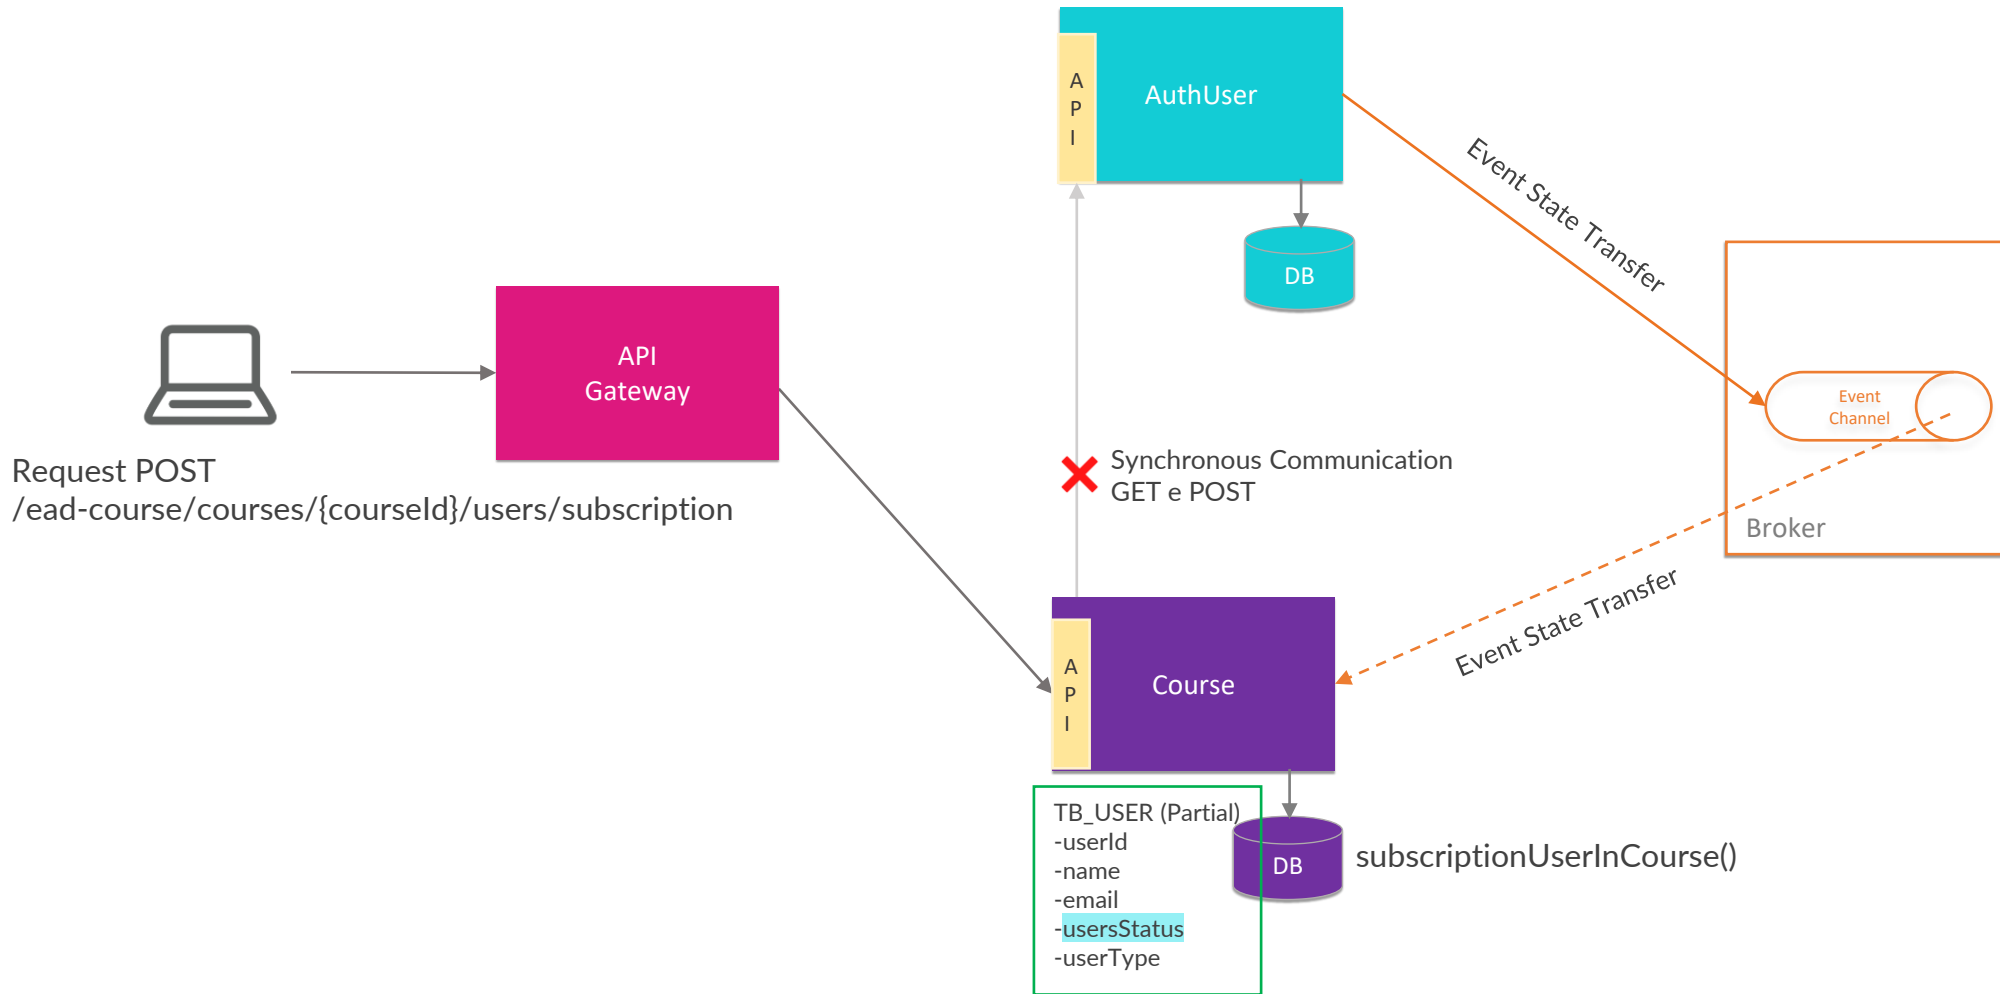 A
P
I
AuthUser
Event State Transfer
DB
API
Gateway
Event
Channel
Request POST
/ead-course/courses/{courseId}/users/subscription
Synchronous Communication
GET e POST
Broker
Event State Transfer
A
P
I
Course
TB_USER (Partial)
-userId
-name
-email
-usersStatus
-userType
DB
subscriptionUserInCourse()